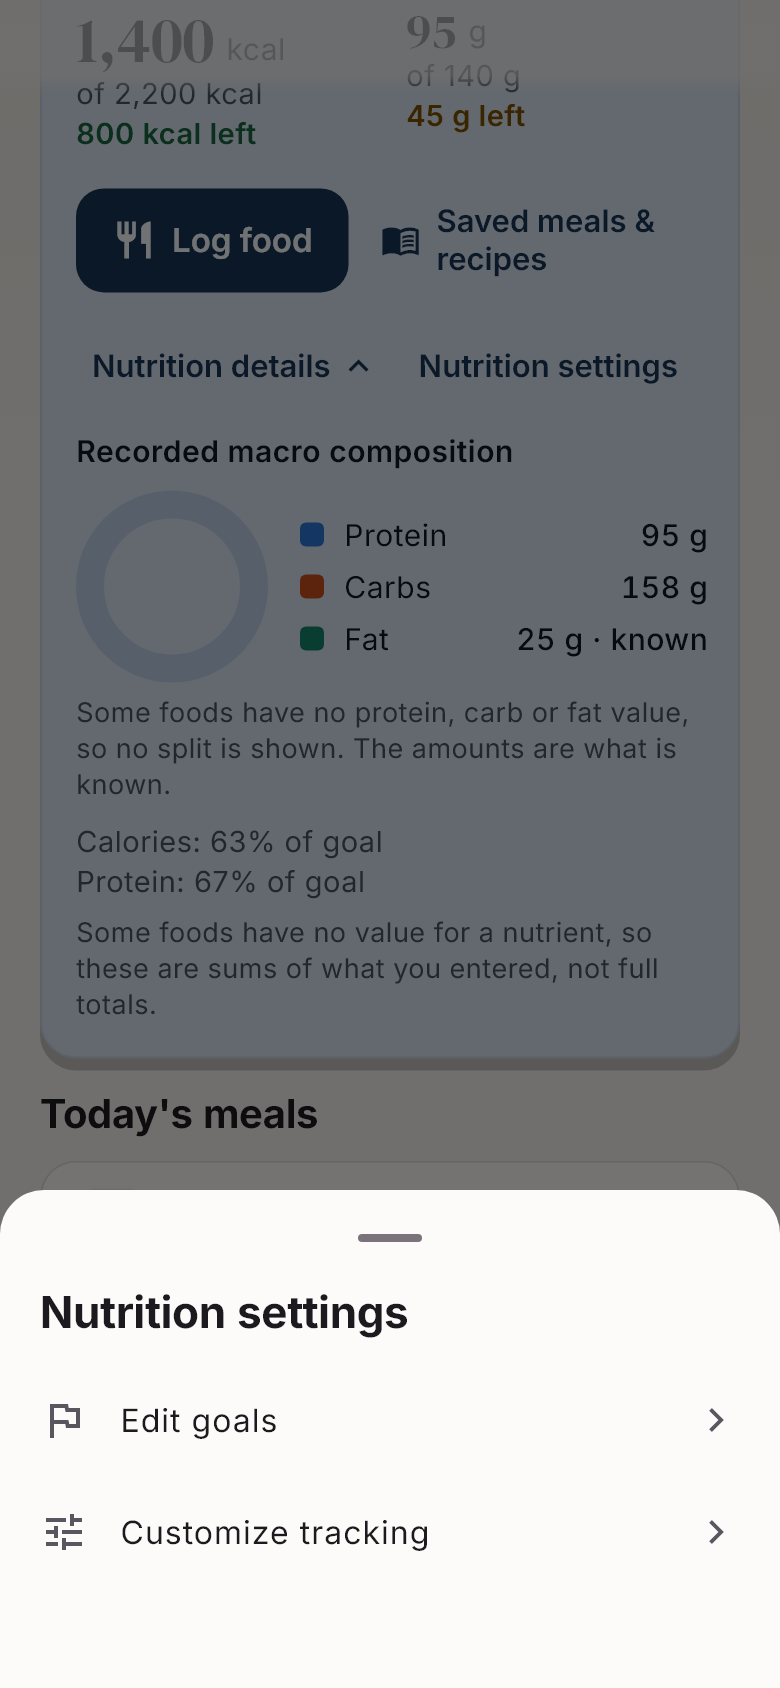 1,400 kcal
of 2,200 kcal
800 kcal left
95 g
of 140 g
45 g left
Log food
Saved meals &
recipes
Nutrition details
Nutrition settings
Recorded macro composition
Protein 95 g
Carbs 158 g
Fat 25 g · known
Some foods have no protein, carb or fat value,
so no split is shown. The amounts are what is
known.
Calories: 63% of goal
Protein: 67% of goal
Some foods have no value for a nutrient, so
these are sums of what you entered, not full
totals.
Today's meals
Nutrition settings
Edit goals
Customize tracking